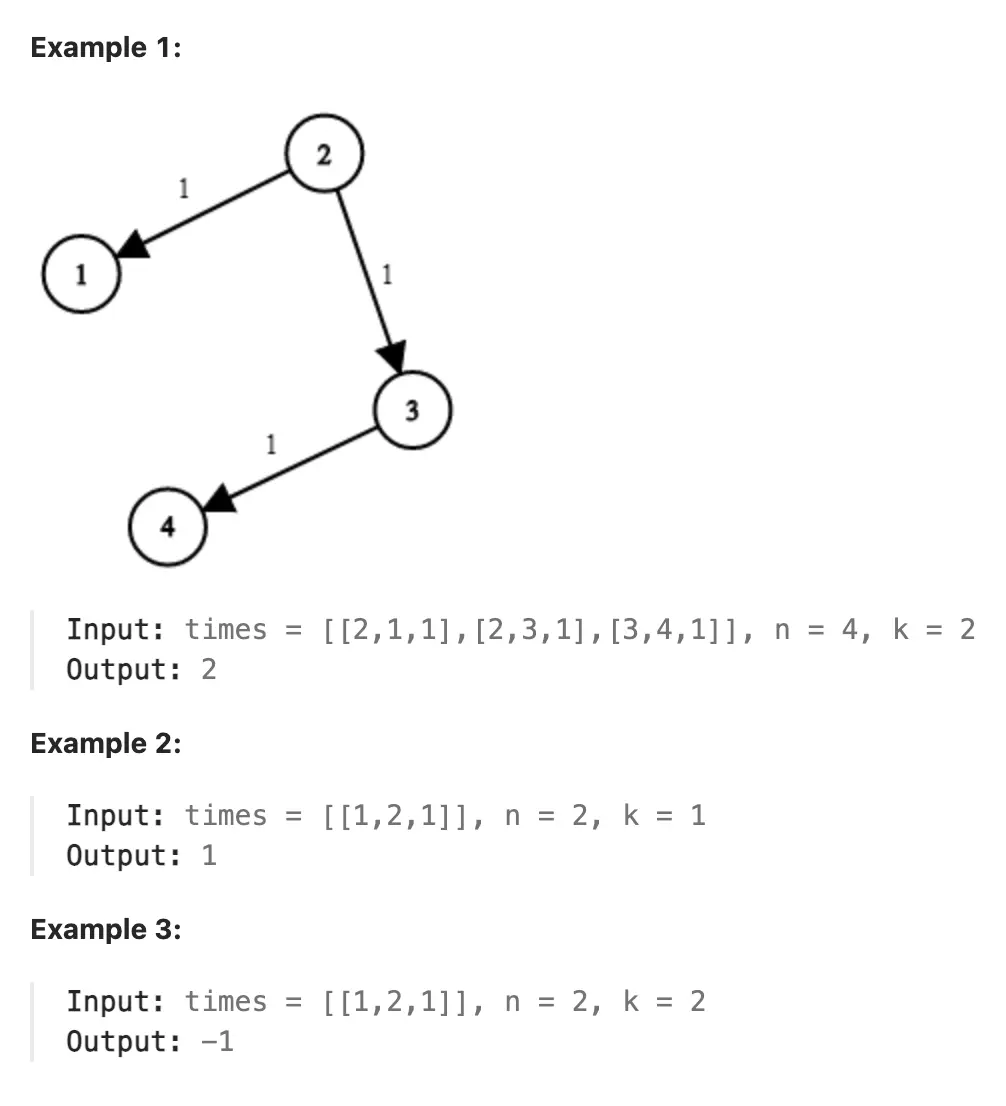 Example 1:
2
1
1
1
3
1
4
Input: times = [[2,1,1],[2,3,1],[3,4,1]], n = 4, k = 2
Output: 2
Example 2:
Input: times = [[1,2,1]], n = 2, k = 1
Output: 1
Example 3:
Input: times = [[1,2,1]], n = 2, k = 2
Output: -1